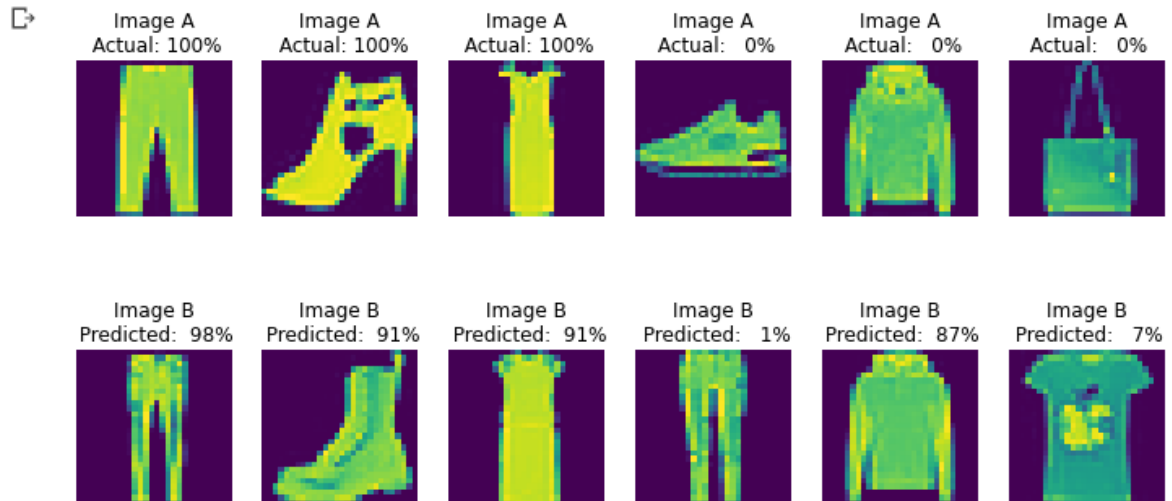 Image A
Actual: 100%
Image A
Actual: 100%
Image A
Actual: 100%
Image A
Actual: 0%
Image A
Actual: 0%
Image A
Actual: 0%
Image B
Predicted: 98%
Image B
Predicted: 91%
Image B
Predicted: 91%
Image B
Predicted: 1%
Image B
Predicted: 87%
Image B
Predicted: 7%